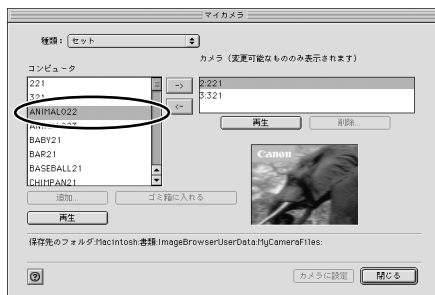 マイカメラ
種類： セット
カメラ（変更可能なもののみ表示されます）
コンピュータ
221
321
ANIMALO22
BABY21
BAR21
BASEBALL21
CHIMPAN21
->
<-
2:221
3:321
再生
削除...
Canon
追加...
ゴミ箱に入れる
再生
保存先のフォルダ:Macintosh:書類:ImageBrowserUserData:MyCameraFiles:
?
カメラに設定
閉じる